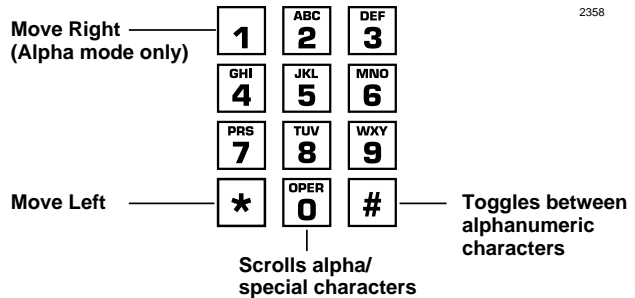 2358
Move Right
(Alpha mode only)
1
ABC
2
DEF
3
GHI
4
JKL
5
MNO
6
PRS
7
TUV
8
WXY
9
Move Left
*
OPER
0
#
Toggles between
alphanumeric
characters
Scrolls alpha/
special characters